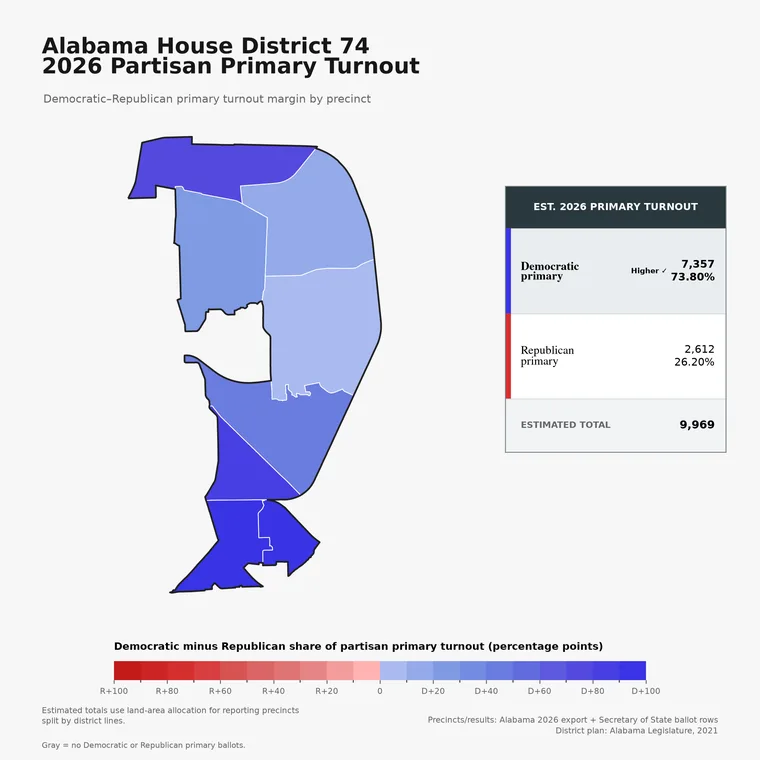 Alabama House District 74
2026 Partisan Primary Turnout
Democratic–Republican primary turnout margin by precinct
EST. 2026 PRIMARY TURNOUT
Democratic
primary
Higher ✓
7,357
73.80%
Republican
primary
2,612
26.20%
ESTIMATED TOTAL
9,969
Democratic minus Republican share of partisan primary turnout (percentage points)
R+100 R+80 R+60 R+40 R+20 0 D+20 D+40 D+60 D+80 D+100
Estimated totals use land-area allocation for reporting precincts
split by district lines.
Gray = no Democratic or Republican primary ballots.
Precincts/results: Alabama 2026 export + Secretary of State ballot rows
District plan: Alabama Legislature, 2021